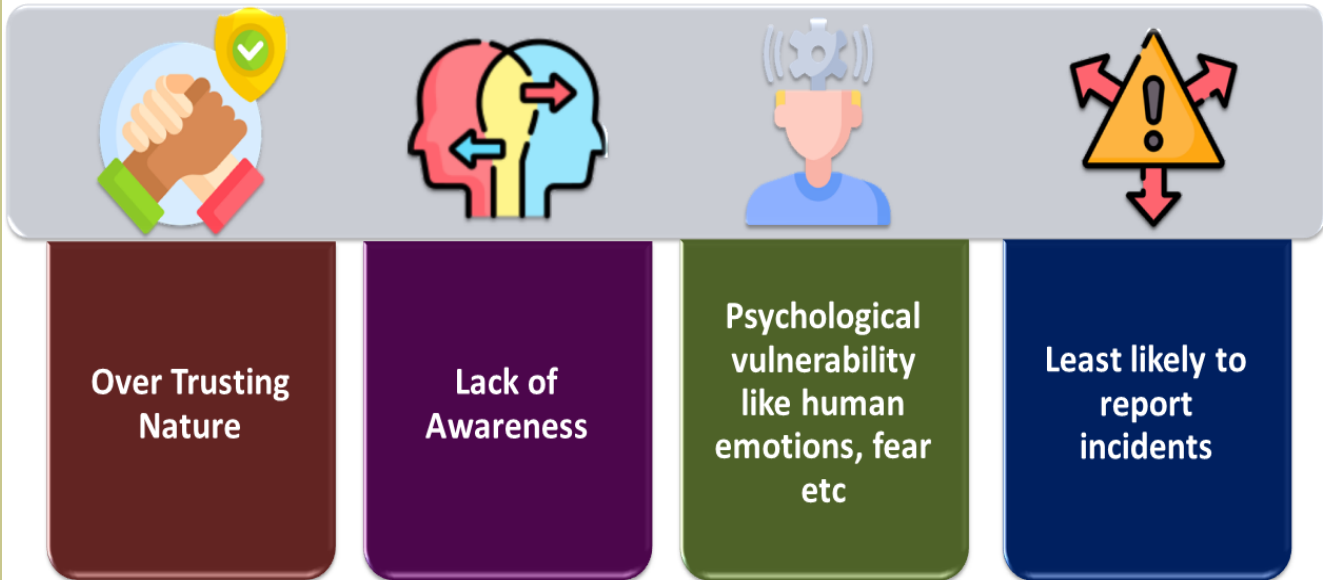 Over Trusting
Nature
Lack of
Awareness
Psychological
vulnerability
like human
emotions, fear
etc
Least likely to
report
incidents